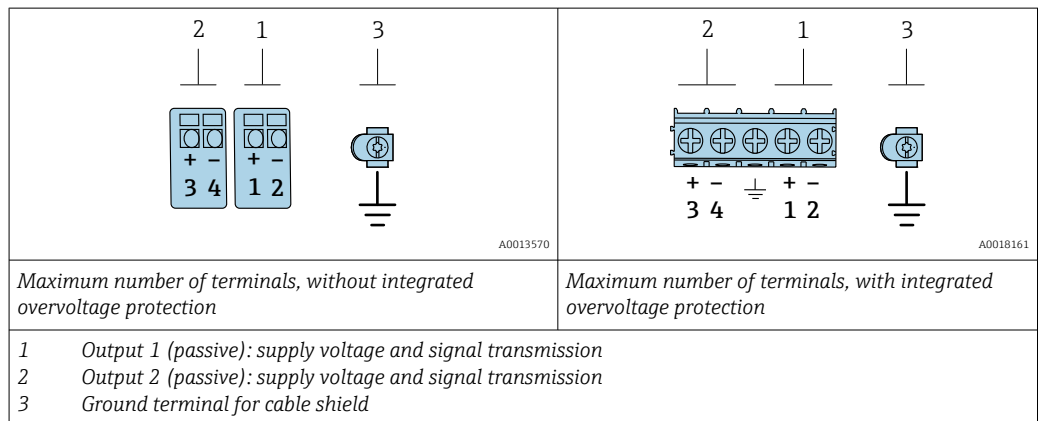 2 1 3
+ − + −
3 4 1 2
A0013570
2 1 3
+ − + −
3 4 1 2
A0018161
Maximum number of terminals, without integrated
overvoltage protection
Maximum number of terminals, with integrated
overvoltage protection
1 Output 1 (passive): supply voltage and signal transmission
2 Output 2 (passive): supply voltage and signal transmission
3 Ground terminal for cable shield